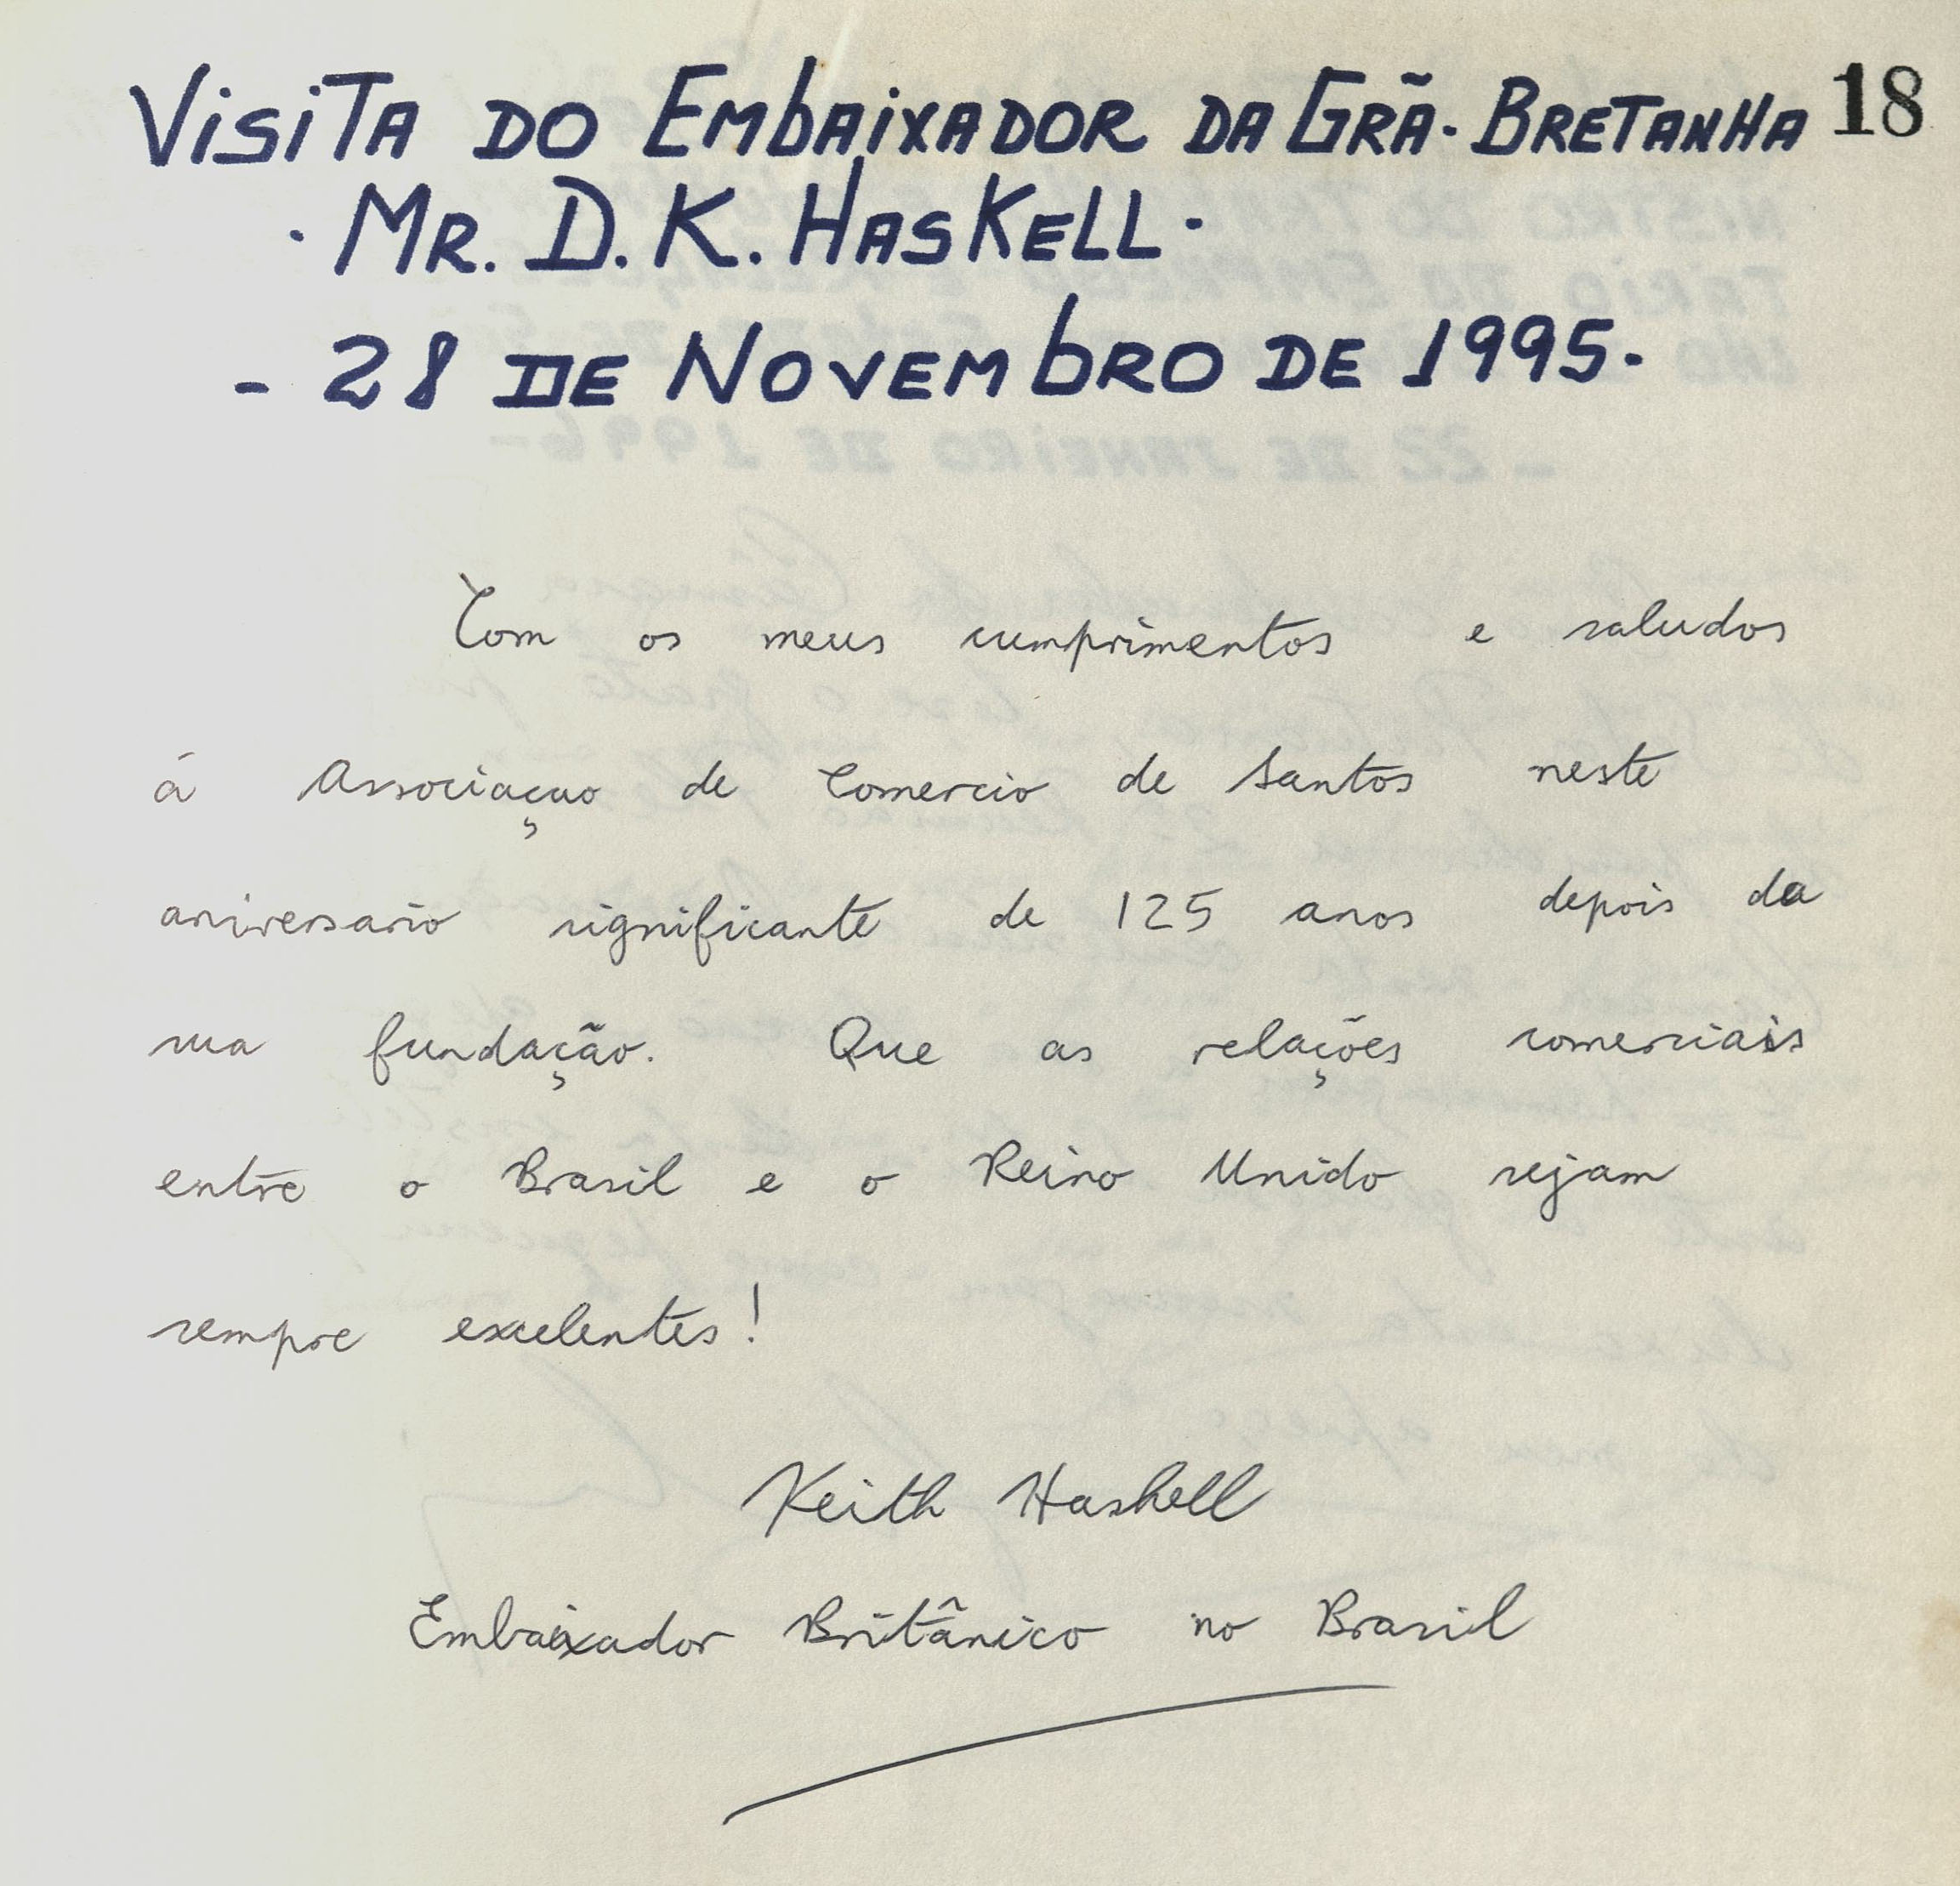 VISITA DO EMBAIXADOR DA GRÃ-BRETANHA 18
· MR. D. K. HASKELL ·
- 28 DE NOVEMBRO DE 1995 -
Com os meus cumprimentos e saludos
á Associaçao de Comercio de Santos neste
aniversario significante de 125 anos depois da
sua fundação. Que as relações comerciais
entre o Brasil e o Reino Unido sejam
sempre excelentes!
Keith Haskell
Embaixador Britânico no Brasil